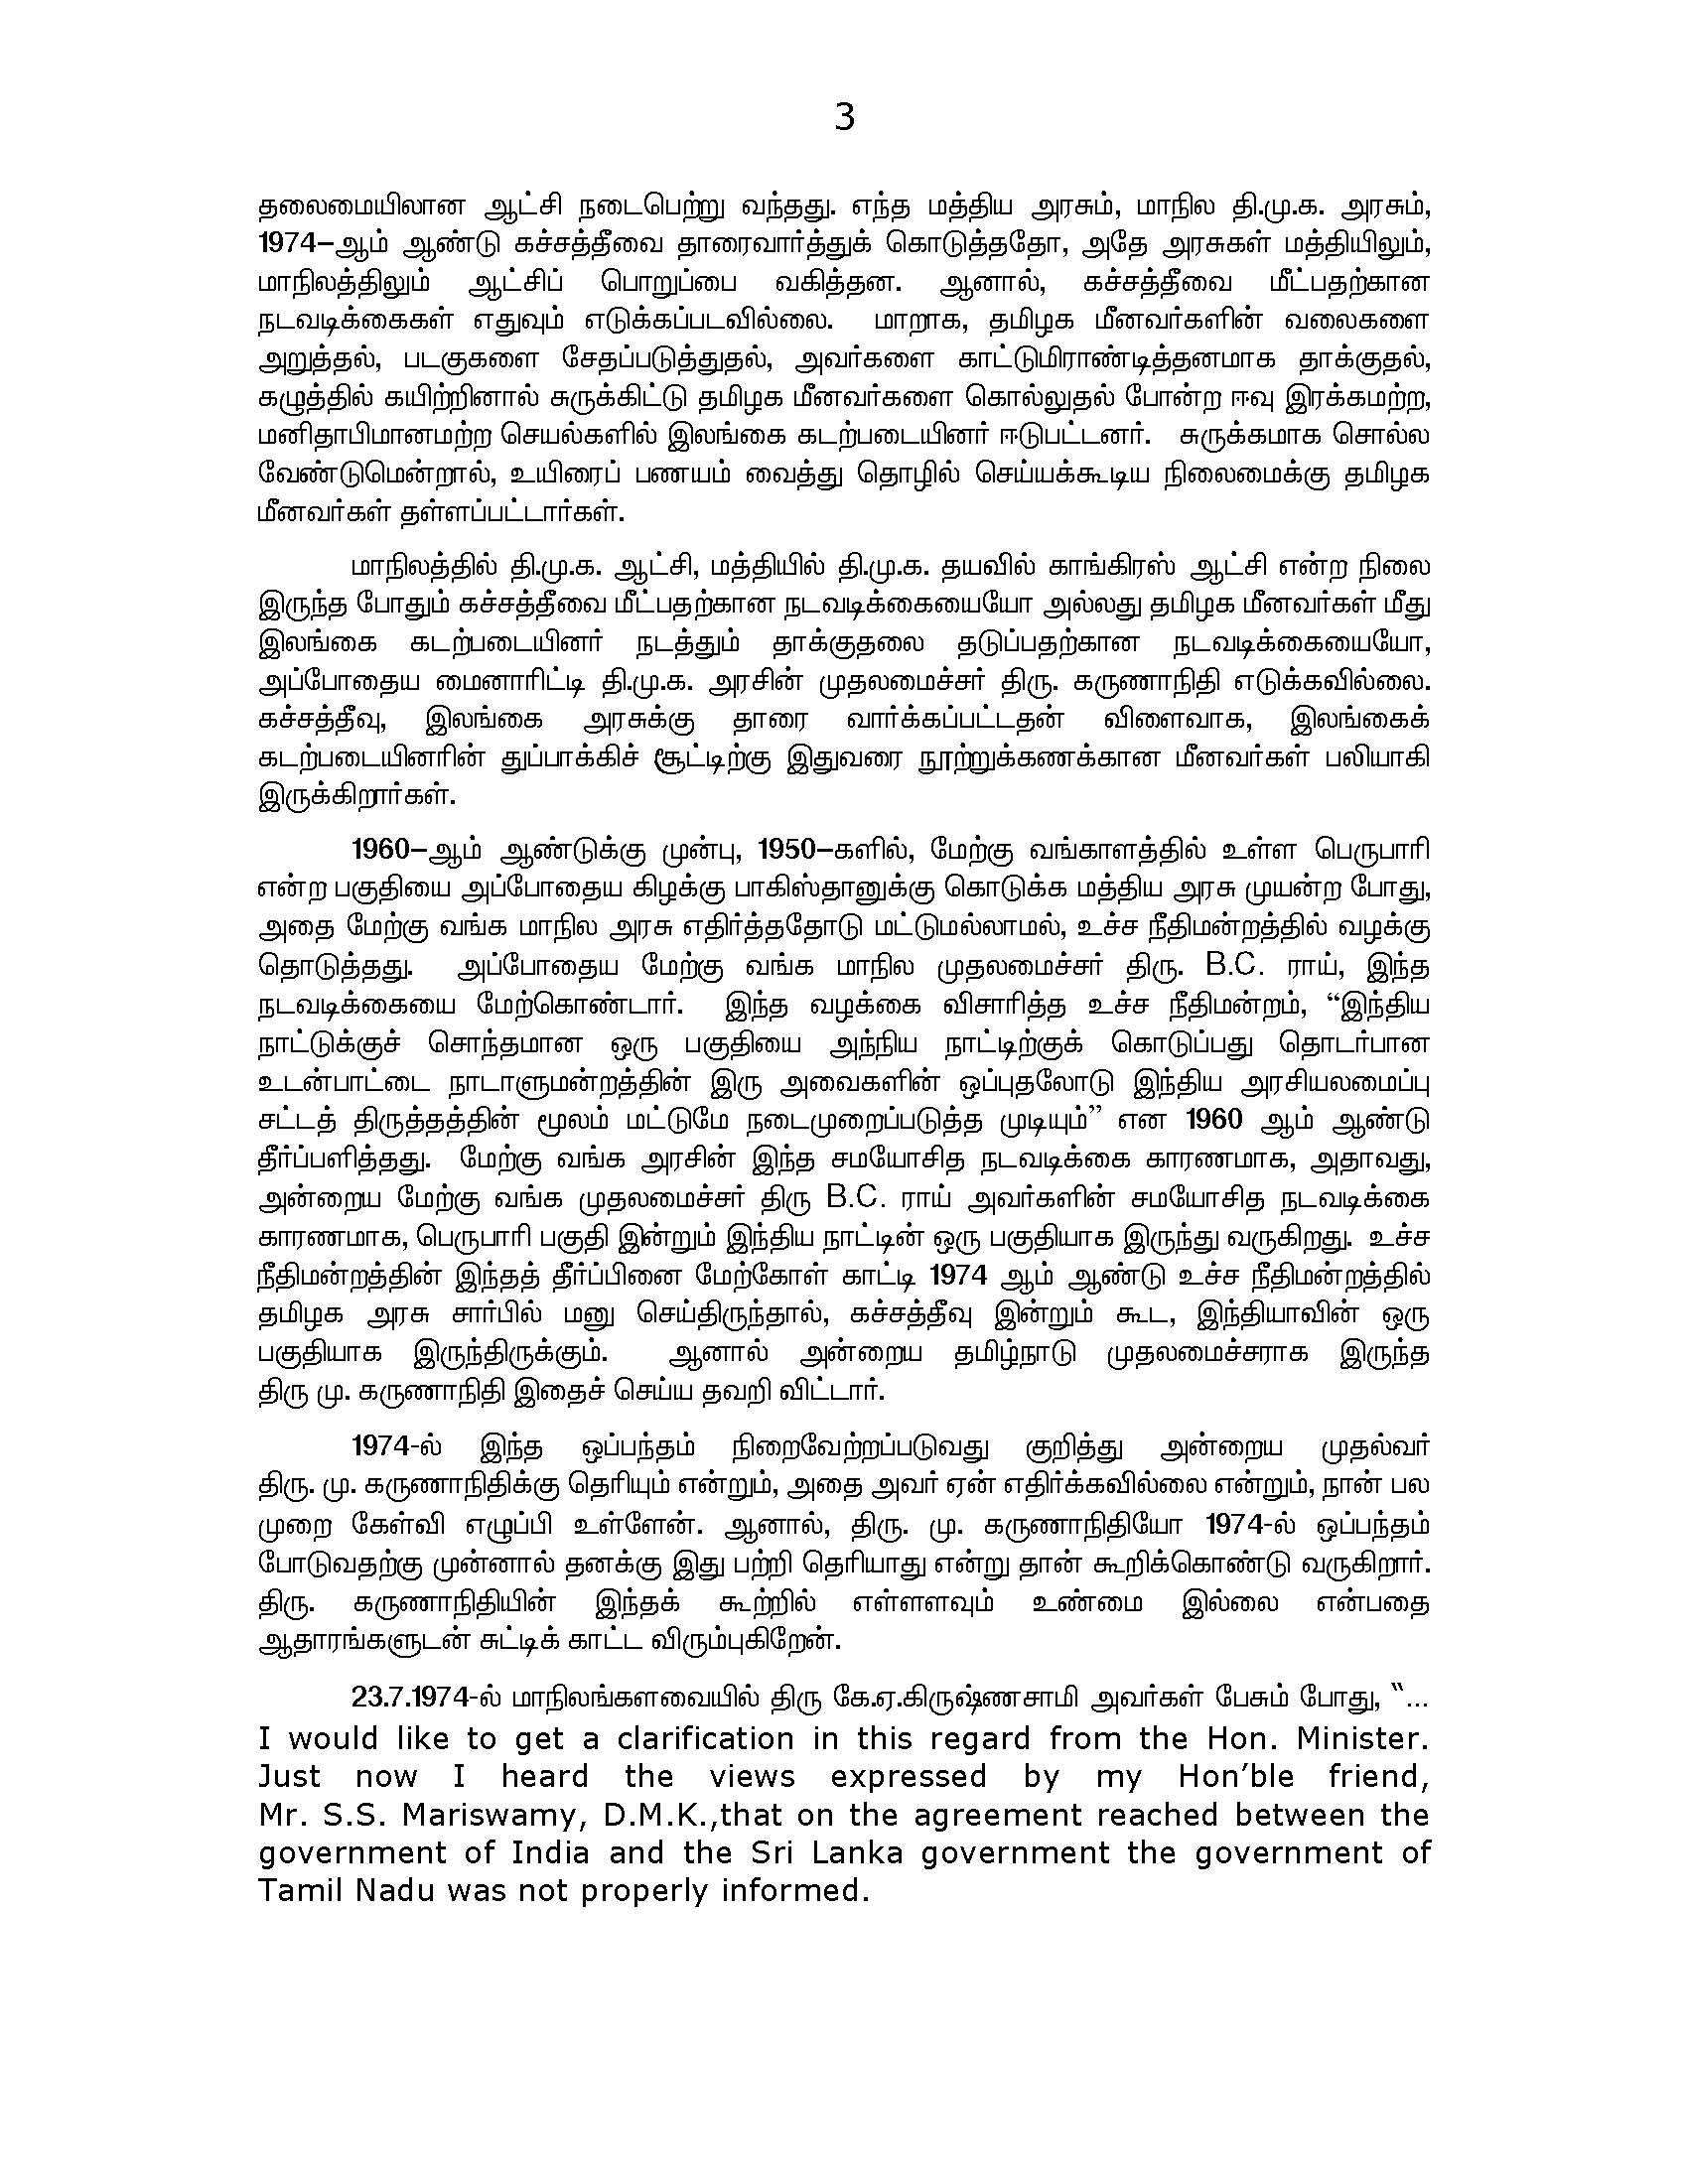 3
தலைமையிலான ஆட்சி நடைபெற்று வந்தது. எந்த மத்திய அரசும், மாநில தி.மு.க. அரசும்,
1974–ஆம் ஆண்டு கச்சத்தீவை தாரைவார்த்துக் கொடுத்ததோ, அதே அரசுகள் மத்தியிலும்,
மாநிலத்திலும் ஆட்சிப் பொறுப்பை வகித்தன. ஆனால், கச்சத்தீவை மீட்பதற்கான
நடவடிக்கைகள் எதுவும் எடுக்கப்படவில்லை. மாறாக, தமிழக மீனவர்களின் வலைகளை
அறுத்தல், படகுகளை சேதப்படுத்துதல், அவர்களை காட்டுமிராண்டித்தனமாக தாக்குதல்,
கழுத்தில் கயிற்றினால் சுருக்கிட்டு தமிழக மீனவர்களை கொல்லுதல் போன்ற ஈவு இரக்கமற்ற,
மனிதாபிமானமற்ற செயல்களில் இலங்கை கடற்படையினர் ஈடுபட்டனர். சுருக்கமாக சொல்ல
வேண்டுமென்றால், உயிரைப் பணயம் வைத்து தொழில் செய்யக்கூடிய நிலைமைக்கு தமிழக
மீனவர்கள் தள்ளப்பட்டார்கள்.
மாநிலத்தில் தி.மு.க. ஆட்சி, மத்தியில் தி.மு.க. தயவில் காங்கிரஸ் ஆட்சி என்ற நிலை
இருந்த போதும் கச்சத்தீவை மீட்பதற்கான நடவடிக்கையையோ அல்லது தமிழக மீனவர்கள் மீது
இலங்கை கடற்படையினர் நடத்தும் தாக்குதலை தடுப்பதற்கான நடவடிக்கையையோ,
அப்போதைய மைனாரிட்டி தி.மு.க. அரசின் முதலமைச்சர் திரு. கருணாநிதி எடுக்கவில்லை.
கச்சத்தீவு, இலங்கை அரசுக்கு தாரை வார்க்கப்பட்டதன் விளைவாக, இலங்கைக்
கடற்படையினரின் துப்பாக்கிச் சூட்டிற்கு இதுவரை நூற்றுக்கணக்கான மீனவர்கள் பலியாகி
இருக்கிறார்கள்.
1960–ஆம் ஆண்டுக்கு முன்பு, 1950–களில், மேற்கு வங்காளத்தில் உள்ள பெருபாரி
என்ற பகுதியை அப்போதைய கிழக்கு பாகிஸ்தானுக்கு கொடுக்க மத்திய அரசு முயன்ற போது,
அதை மேற்கு வங்க மாநில அரசு எதிர்த்ததோடு மட்டுமல்லாமல், உச்ச நீதிமன்றத்தில் வழக்கு
தொடுத்தது. அப்போதைய மேற்கு வங்க மாநில முதலமைச்சர் திரு. B.C. ராய், இந்த
நடவடிக்கையை மேற்கொண்டார். இந்த வழக்கை விசாரித்த உச்ச நீதிமன்றம், “இந்திய
நாட்டுக்குச் சொந்தமான ஒரு பகுதியை அந்நிய நாட்டிற்குக் கொடுப்பது தொடர்பான
உடன்பாட்டை நாடாளுமன்றத்தின் இரு அவைகளின் ஒப்புதலோடு இந்திய அரசியலமைப்பு
சட்டத் திருத்தத்தின் மூலம் மட்டுமே நடைமுறைப்படுத்த முடியும்” என 1960 ஆம் ஆண்டு
தீர்ப்பளித்தது. மேற்கு வங்க அரசின் இந்த சமயோசித நடவடிக்கை காரணமாக, அதாவது,
அன்றைய மேற்கு வங்க முதலமைச்சர் திரு B.C. ராய் அவர்களின் சமயோசித நடவடிக்கை
காரணமாக, பெருபாரி பகுதி இன்றும் இந்திய நாட்டின் ஒரு பகுதியாக இருந்து வருகிறது. உச்ச
நீதிமன்றத்தின் இந்தத் தீர்ப்பினை மேற்கோள் காட்டி 1974 ஆம் ஆண்டு உச்ச நீதிமன்றத்தில்
தமிழக அரசு சார்பில் மனு செய்திருந்தால், கச்சத்தீவு இன்றும் கூட, இந்தியாவின் ஒரு
பகுதியாக இருந்திருக்கும். ஆனால் அன்றைய தமிழ்நாடு முதலமைச்சராக இருந்த
திரு மு. கருணாநிதி இதைச் செய்ய தவறி விட்டார்.
1974-ல் இந்த ஒப்பந்தம் நிறைவேற்றப்படுவது குறித்து அன்றைய முதல்வர்
திரு. மு. கருணாநிதிக்கு தெரியும் என்றும், அதை அவர் ஏன் எதிர்க்கவில்லை என்றும், நான் பல
முறை கேள்வி எழுப்பி உள்ளேன். ஆனால், திரு. மு. கருணாநிதியோ 1974-ல் ஒப்பந்தம்
போடுவதற்கு முன்னால் தனக்கு இது பற்றி தெரியாது என்று தான் கூறிக்கொண்டு வருகிறார்.
திரு. கருணாநிதியின் இந்தக் கூற்றில் எள்ளளவும் உண்மை இல்லை என்பதை
ஆதாரங்களுடன் சுட்டிக் காட்ட விரும்புகிறேன்.
23.7.1974-ல் மாநிலங்களவையில் திரு கே.ஏ.கிருஷ்ணசாமி அவர்கள் பேசும் போது, “...
I would like to get a clarification in this regard from the Hon. Minister.
Just now I heard the views expressed by my Hon’ble friend,
Mr. S.S. Mariswamy, D.M.K.,that on the agreement reached between the
government of India and the Sri Lanka government the government of
Tamil Nadu was not properly informed.